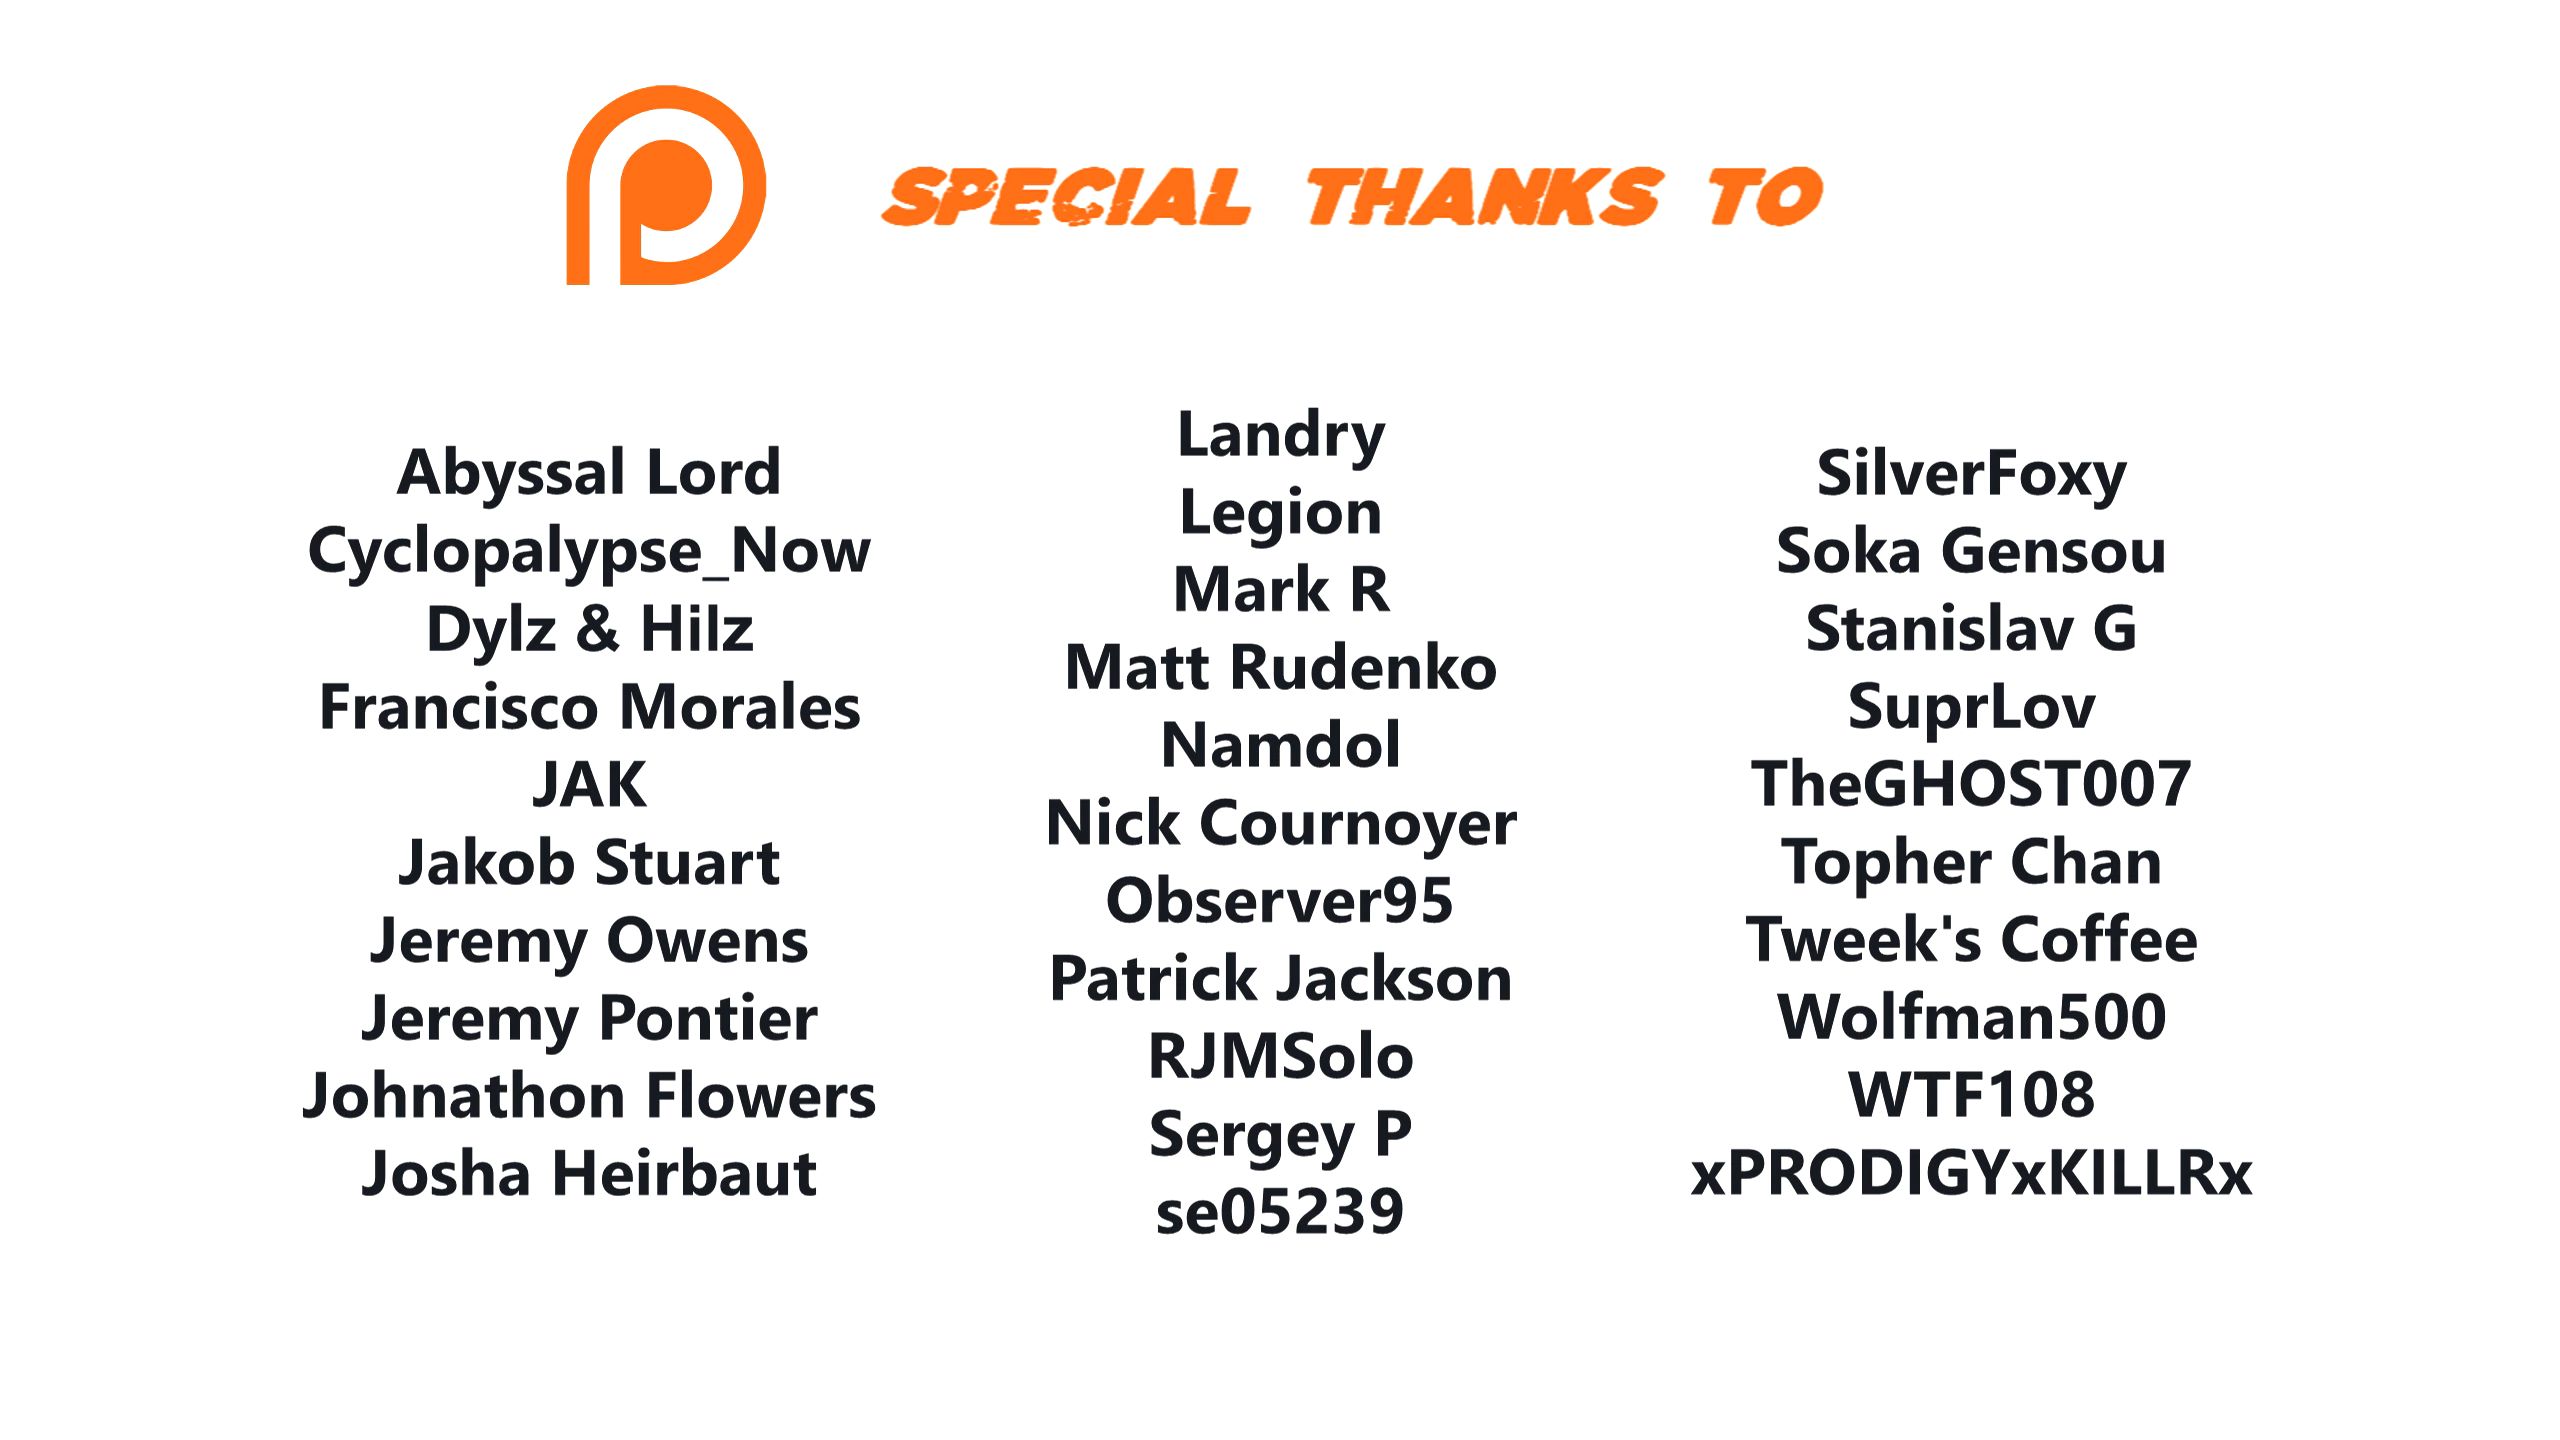 SPECIAL THANKS TO
Abyssal Lord
Cyclopalypse_Now
Dylz & Hilz
Francisco Morales
JAK
Jakob Stuart
Jeremy Owens
Jeremy Pontier
Johnathon Flowers
Josha Heirbaut
Landry
Legion
Mark R
Matt Rudenko
Namdol
Nick Cournoyer
Observer95
Patrick Jackson
RJMSolo
Sergey P
se05239
SilverFoxy
Soka Gensou
Stanislav G
SuprLov
TheGHOST007
Topher Chan
Tweek's Coffee
Wolfman500
WTF108
xPRODIGYxKILLRx